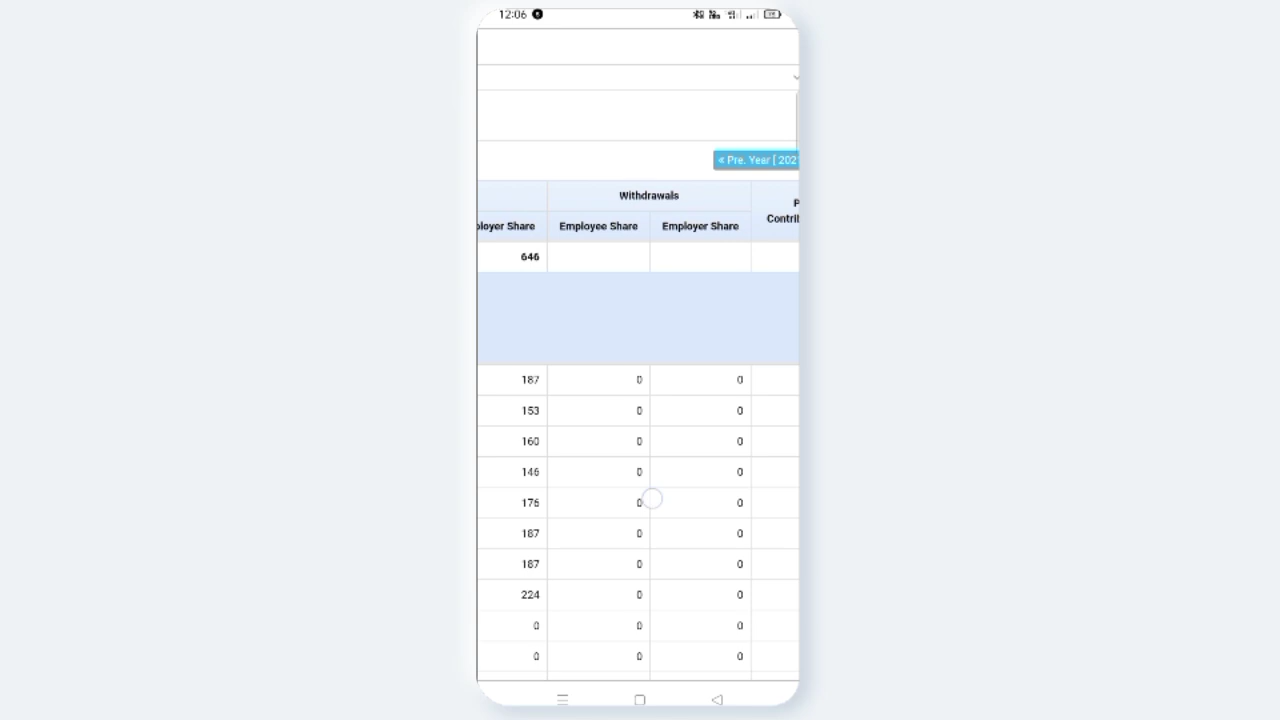 12:06
« Pre. Year [ 202
Withdrawals
P
Contrib
ployer Share Employee Share Employer Share
646
187 0 0
153 0 0
160 0 0
146 0 0
176 0 0
187 0 0
187 0 0
224 0 0
0 0 0
0 0 0